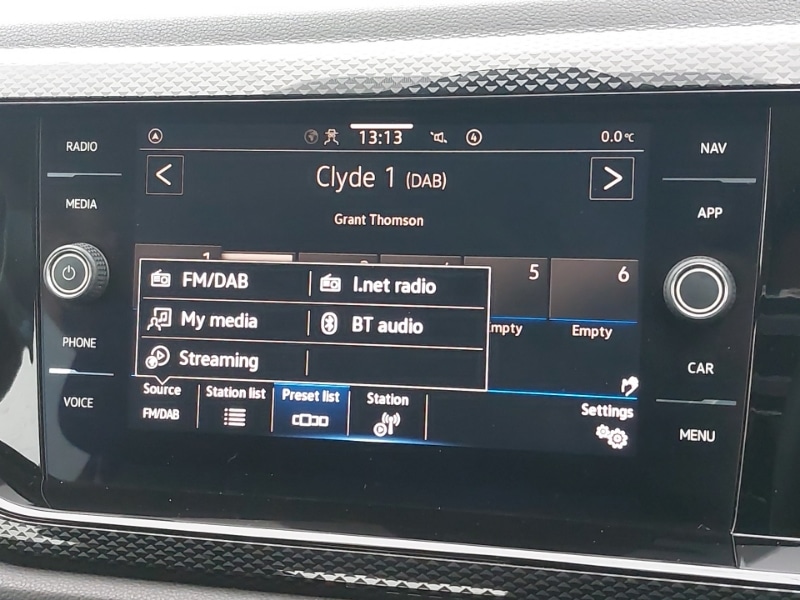 RADIO
MEDIA
PHONE
VOICE
13:13
4
0.0°C
< Clyde 1 (DAB) >
Grant Thomson
1
5
6
Empty
FM/DAB
I.net radio
My media
BT audio
Streaming
Source
FM/DAB
Station list
Preset list
Station
Settings
NAV
APP
CAR
MENU